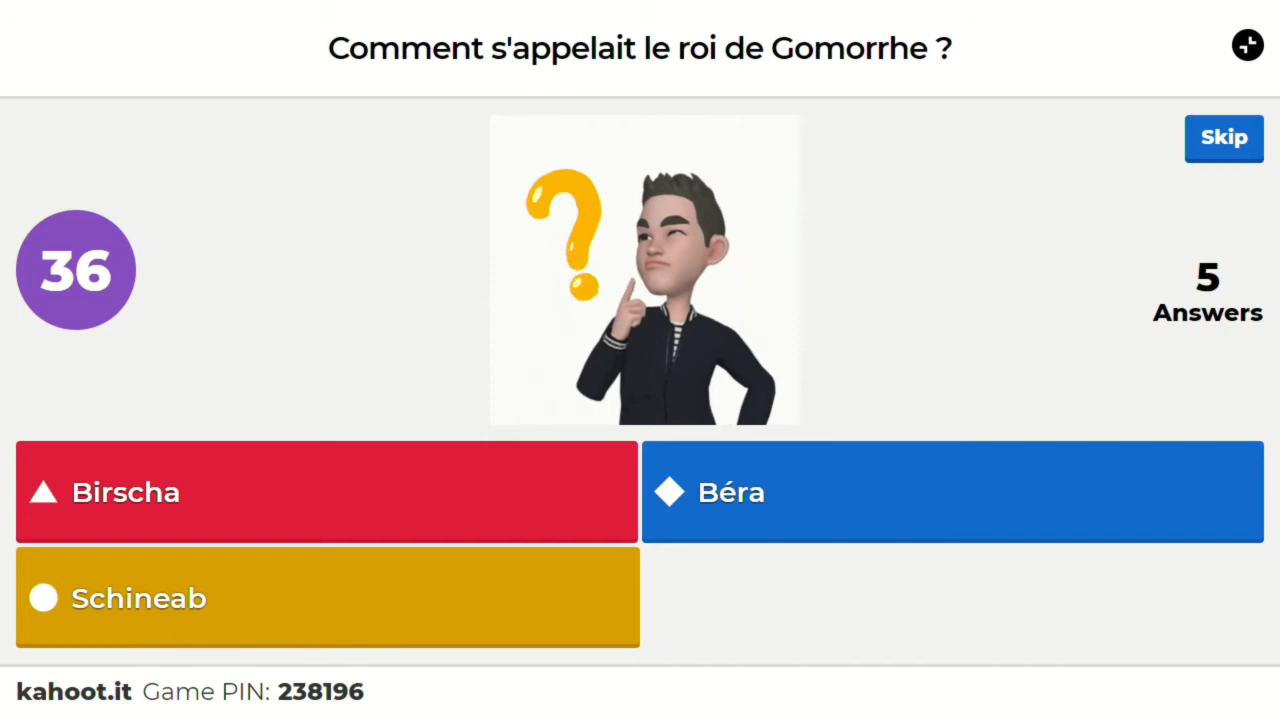 Comment s'appelait le roi de Gomorrhe ?
Skip
36
5
Answers
Birscha
Béra
Schineab
kahoot.it Game PIN: 238196